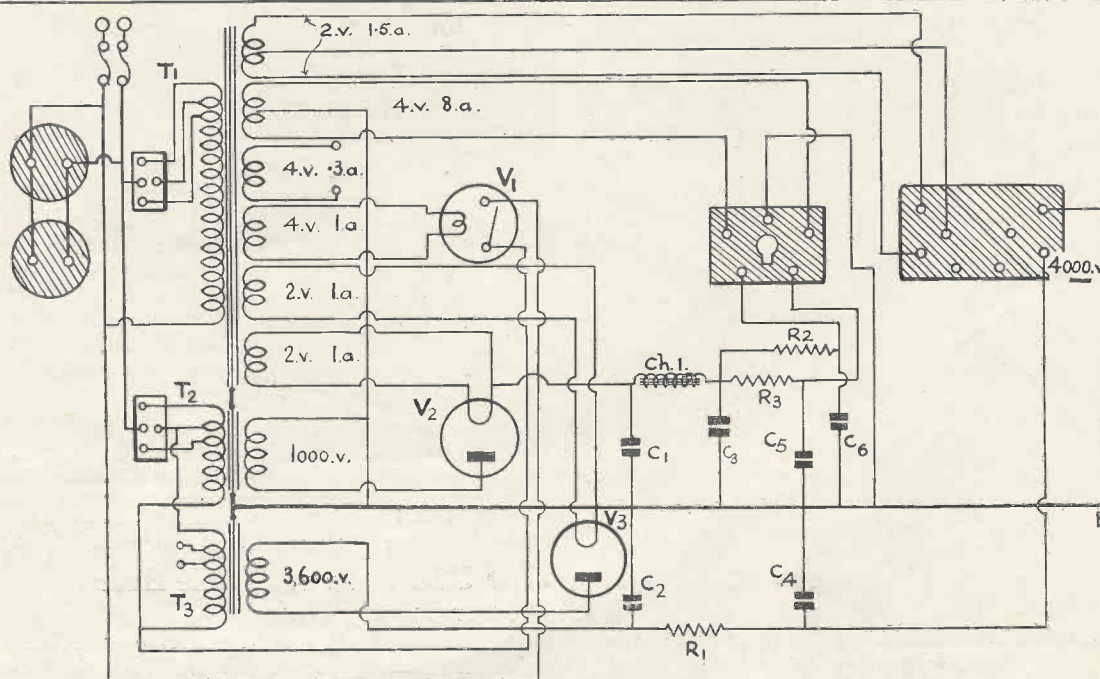 2.v. 1.5.a.
T1
4.v. 8.a.
4.v. .3.a.
V1
4.v. 1.a.
4000.v.
2.v. 1.a.
R2
2.v. 1.a.
Ch.1.
R3
T2
V2
C1
C3
C5
C6
1000.v.
V3
3,600.v.
C2
C4
T3
R1